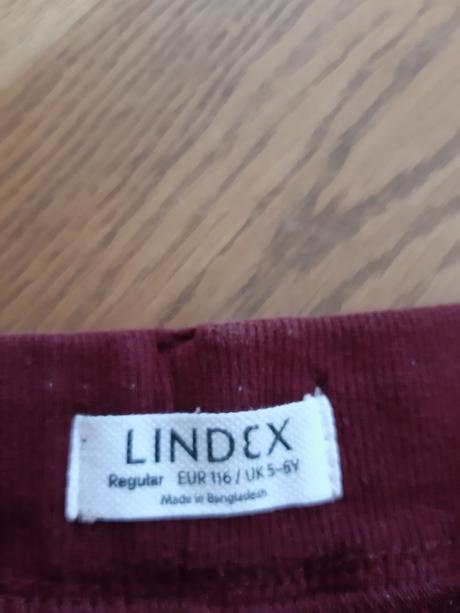 LINDEX
Regular EUR 116 / UK 5-6Y
Made in Bangladesh